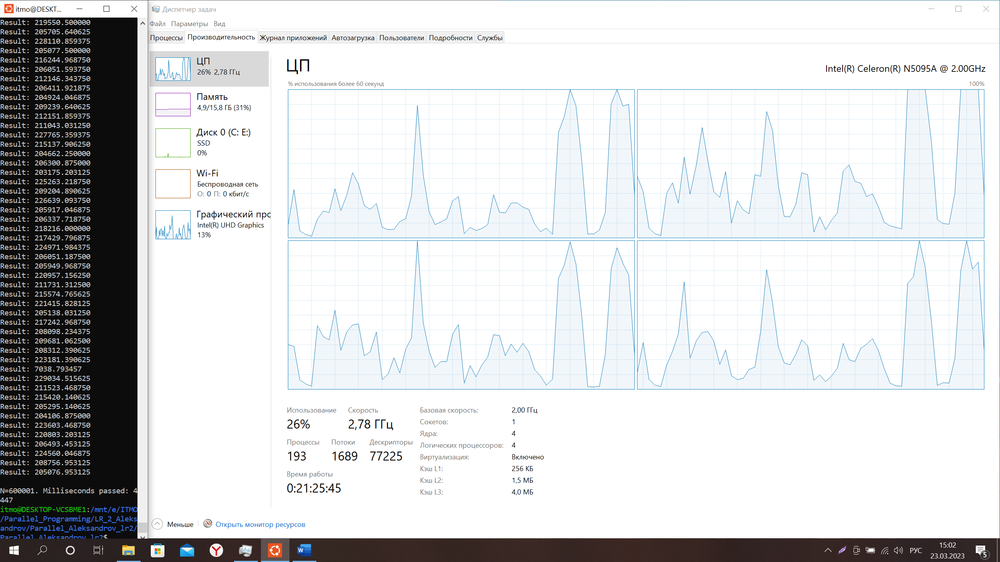 itmo@DESKT...
Result: 219550.500000
Result: 205705.640625
Result: 228110.859375
Result: 205077.500000
Result: 216244.968750
Result: 206051.593750
Result: 212146.343750
Result: 206411.921875
Result: 204924.046875
Result: 209239.640625
Result: 212151.859375
Result: 211043.031250
Result: 227765.359375
Result: 215137.906250
Result: 204662.250000
Result: 206300.875000
Result: 203175.203125
Result: 225263.218750
Result: 209204.890625
Result: 226639.093750
Result: 205917.046875
Result: 206337.718750
Result: 218216.000000
Result: 217429.796875
Result: 224971.984375
Result: 206051.187500
Result: 205949.968750
Result: 220957.156250
Result: 211731.312500
Result: 215574.765625
Result: 221415.828125
Result: 205138.031250
Result: 217242.968750
Result: 208098.234375
Result: 209681.062500
Result: 208312.390625
Result: 223181.390625
Result: 7038.793457
Result: 229034.515625
Result: 211523.468750
Result: 215420.140625
Result: 205295.140625
Result: 204106.875000
Result: 223603.468750
Result: 220803.203125
Result: 206493.453125
Result: 224560.046875
Result: 208756.953125
Result: 205076.953125
N=600001. Milliseconds passed: 4
447
itmo@DESKTOP-VCSBME1:/mnt/e/ITMO
/Parallel_Programming/LR_2_Aleks
androv/Parallel_Aleksandrov_lr2/
Parallel_Aleksandrov_lr2$
Диспетчер задач
Файл Параметры Вид
Процессы Производительность Журнал приложений Автозагрузка Пользователи Подробности Службы
ЦП
26% 2,78 ГГц
Память
4,9/15,8 ГБ (31%)
Диск 0 (C: E:)
SSD
0%
Wi-Fi
Беспроводная сеть
О: 0 П: 0 кбит/с
Графический прс
Intel(R) UHD Graphics
13%
ЦП
Intel(R) Celeron(R) N5095A @ 2.00GHz
% использования более 60 секунд
100%
Использование Скорость
26% 2,78 ГГц
Процессы Потоки Дескрипторы
193 1689 77225
Время работы
0:21:25:45
Базовая скорость: 2,00 ГГц
Сокетов: 1
Ядра: 4
Логических процессоров: 4
Виртуализация: Включено
Кэш L1: 256 КБ
Кэш L2: 1,5 МБ
Кэш L3: 4,0 МБ
Меньше
Открыть монитор ресурсов
РУС
15:02
23.03.2023
5